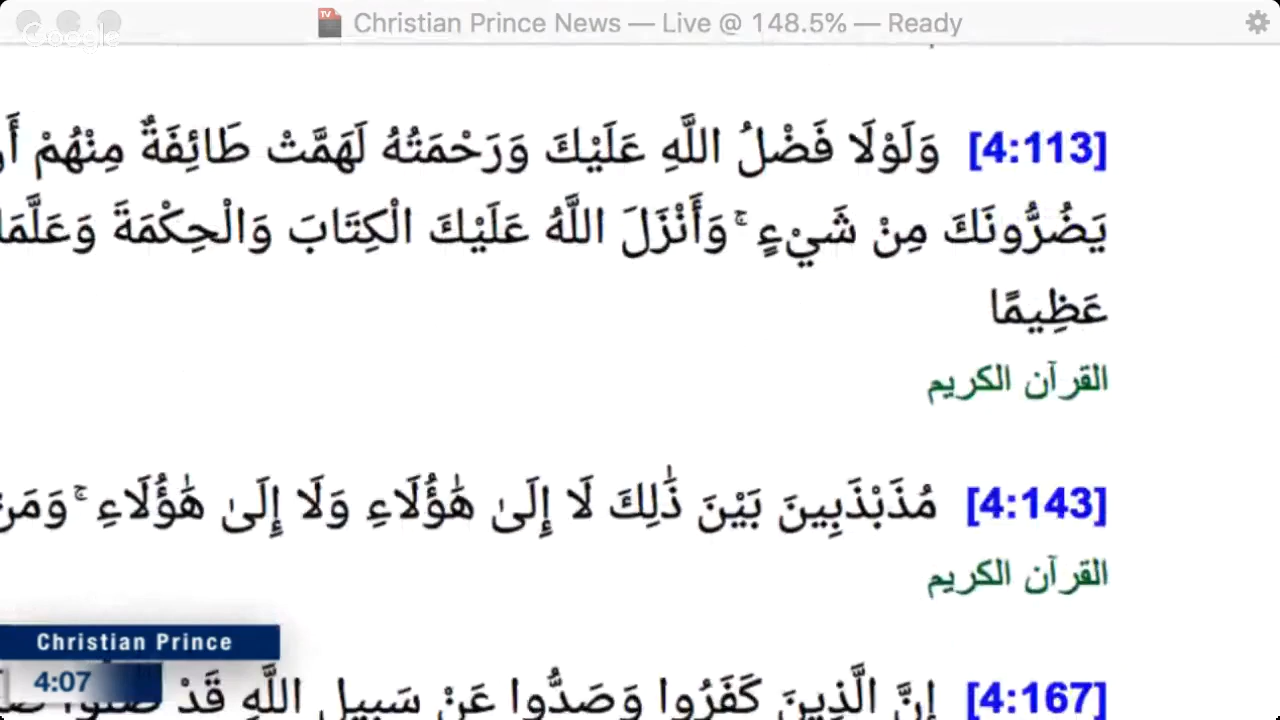 Christian Prince News — Live @ 148.5% — Ready
Google
[4:113] وَلَوْلَا فَضْلُ اللَّهِ عَلَيْكَ وَرَحْمَتُهُ لَهَمَّتْ طَائِفَةٌ مِنْهُمْ
يَضُرُّونَكَ مِنْ شَيْءٍ ۚ وَأَنْزَلَ اللَّهُ عَلَيْكَ الْكِتَابَ وَالْحِكْمَةَ وَعَلَّمَ
عَظِيمًا
القرآن الكريم
[4:143] مُذَبْذَبِينَ بَيْنَ ذَٰلِكَ لَا إِلَىٰ هَٰؤُلَاءِ وَلَا إِلَىٰ هَٰؤُلَاءِ ۚ وَمَنْ
القرآن الكريم
[4:167] إِنَّ الَّذِينَ كَفَرُوا وَصَدُّوا عَنْ سَبِيلِ اللَّهِ قَدْ
Christian Prince
4:07